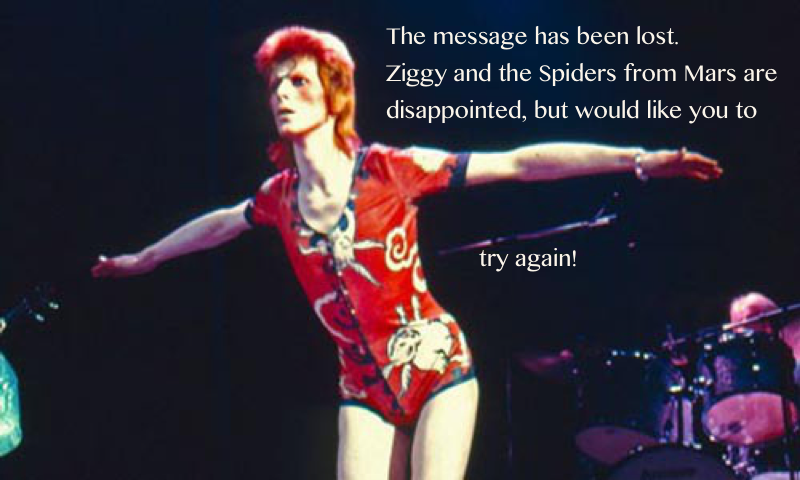 The message has been lost.
Ziggy and the Spiders from Mars are
disappointed, but would like you to
try again!